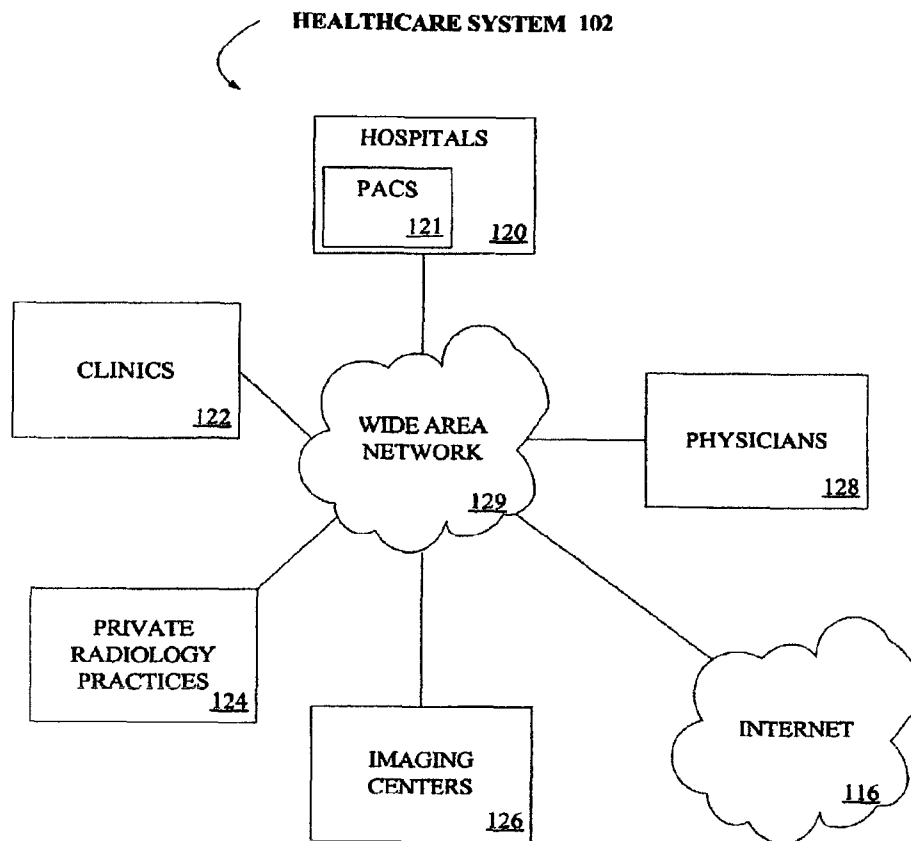 HEALTHCARE SYSTEM 102
HOSPITALS
PACS
121
120
CLINICS
122
WIDE AREA
NETWORK
129
PHYSICIANS
128
PRIVATE
RADIOLOGY
PRACTICES
124
IMAGING
CENTERS
126
INTERNET
116